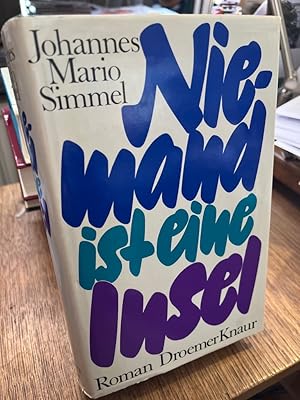 Johannes
Mario
Simmel
Nie-
mand
ist eine
Insel
Roman DroemerKnaur